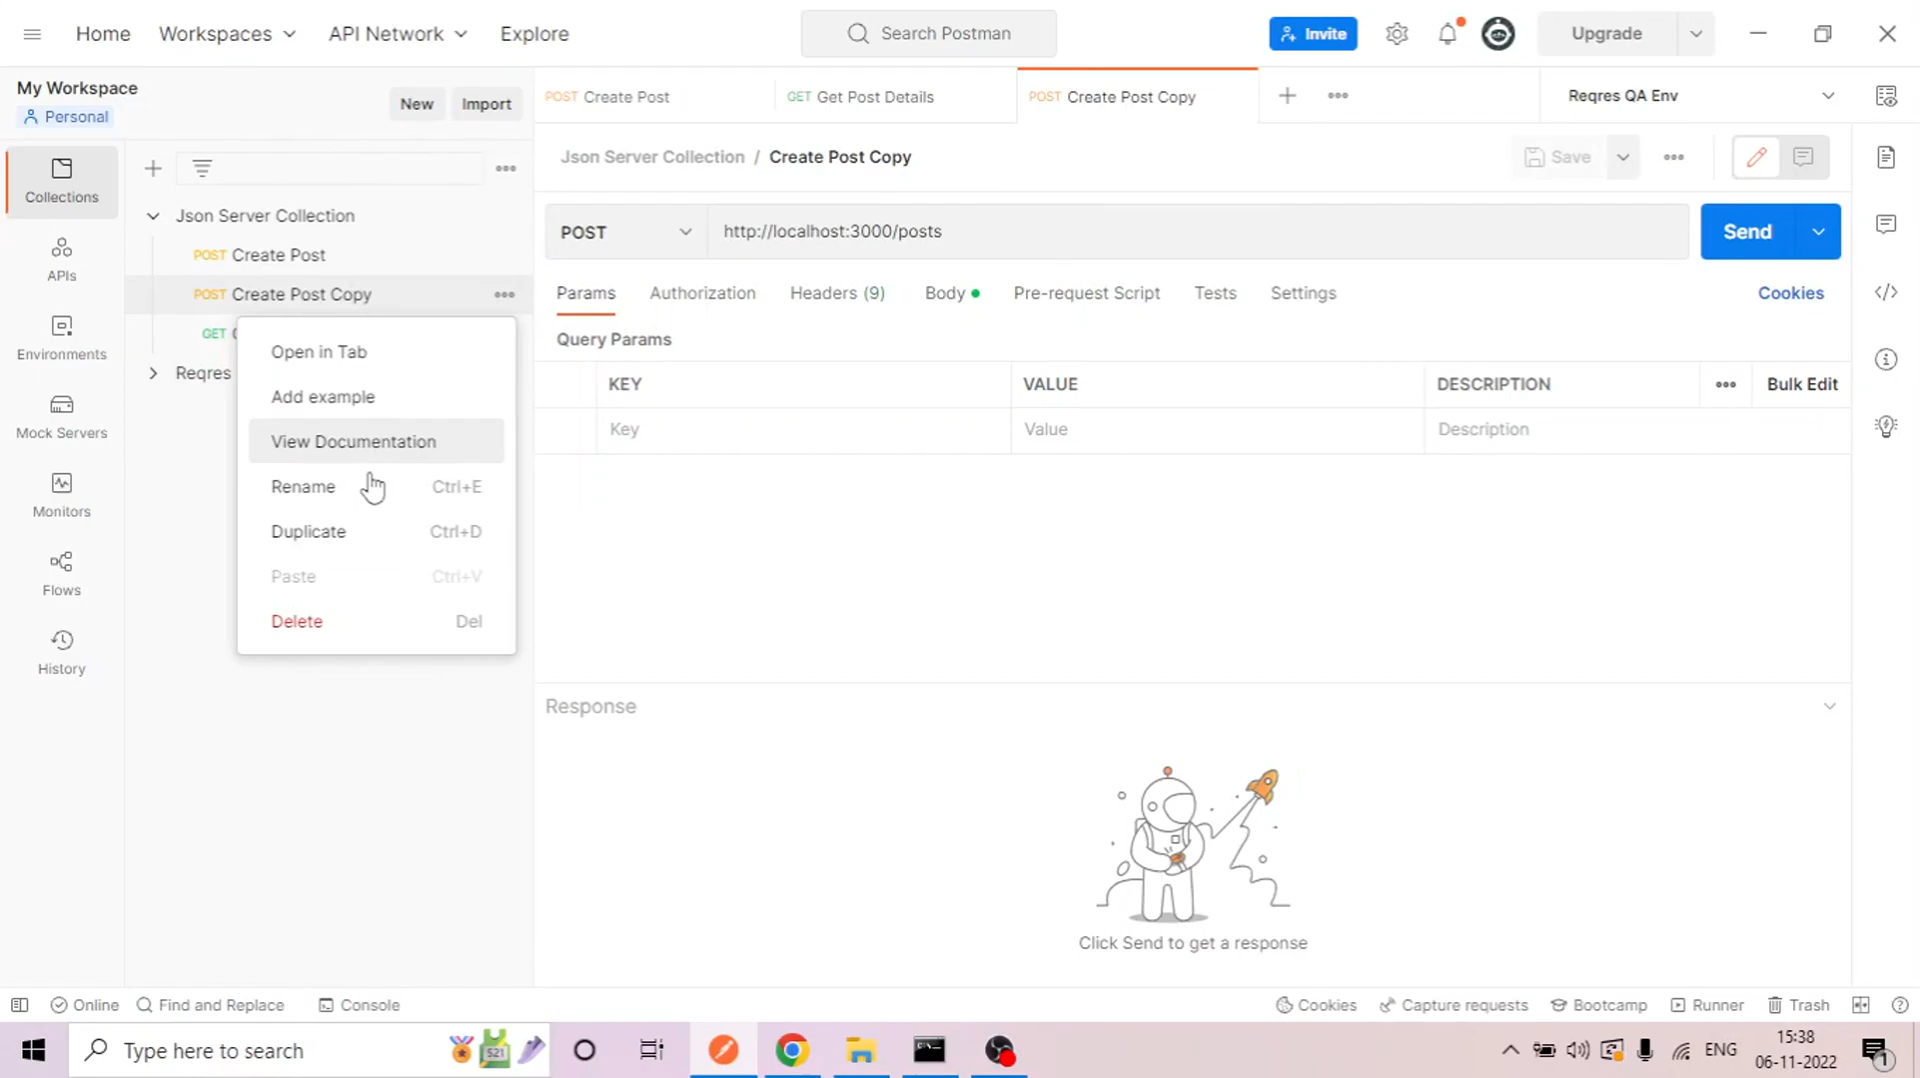 Home
Workspaces
API Network
Explore
Search Postman
Invite
Upgrade
My Workspace
Personal
New
Import
POST Create Post
GET Get Post Details
POST Create Post Copy
Reqres QA Env
Collections
APIs
Environments
Mock Servers
Monitors
Flows
History
Json Server Collection
POST Create Post
POST Create Post Copy
GET
Reqres
Open in Tab
Add example
View Documentation
Rename Ctrl+E
Duplicate Ctrl+D
Paste Ctrl+V
Delete Del
Json Server Collection / Create Post Copy
Save
POST
http://localhost:3000/posts
Send
Params
Authorization
Headers (9)
Body
Pre-request Script
Tests
Settings
Cookies
Query Params
KEY
VALUE
DESCRIPTION
Bulk Edit
Key
Value
Description
Response
Click Send to get a response
Online
Find and Replace
Console
Cookies
Capture requests
Bootcamp
Runner
Trash
Type here to search
521
ENG
15:38
06-11-2022
1